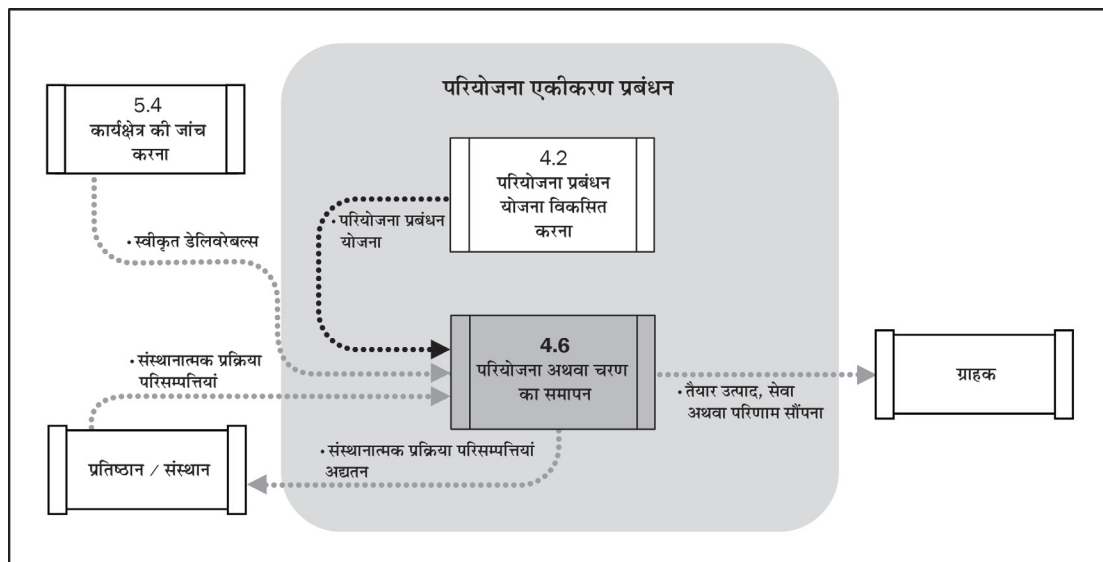 परियोजना एकीकरण प्रबंधन
5.4
कार्यक्षेत्र की जांच
करना
4.2
परियोजना प्रबंधन
योजना विकसित
करना
• परियोजना प्रबंधन
योजना
• स्वीकृत डेलिवरेबल्स
4.6
परियोजना अथवा चरण
का समापन
ग्राहक
• संस्थानात्मक प्रक्रिया
परिसम्पत्तियां
• तैयार उत्पाद, सेवा
अथवा परिणाम सौंपना
प्रतिष्ठान / संस्थान
• संस्थानात्मक प्रक्रिया परिसम्पत्तियां
अद्यतन